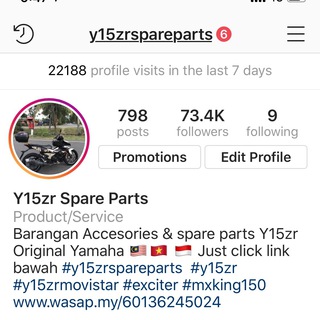 y15zrspareparts 6
22188 profile visits in the last 7 days
798 73.4K 9
posts followers following
Promotions Edit Profile
Y15zr Spare Parts
Product/Service
Barangan Accesories & spare parts Y15zr
Original Yamaha 🇲🇾 🇻🇳 🇮🇩 Just click link
bawah #y15zrspareparts #y15zr
#y15zrmovistar #exciter #mxking150
www.wasap.my/60136245024